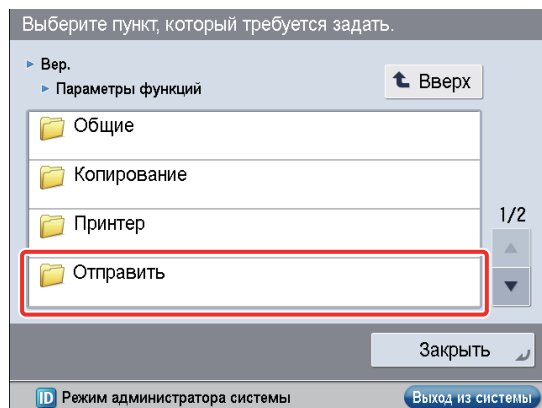 Выберите пункт, который требуется задать.
Вер.
Параметры функций
Вверх
Общие
Копирование
Принтер
1/2
Отправить
Закрыть
ID Режим администратора системы
Выход из системы